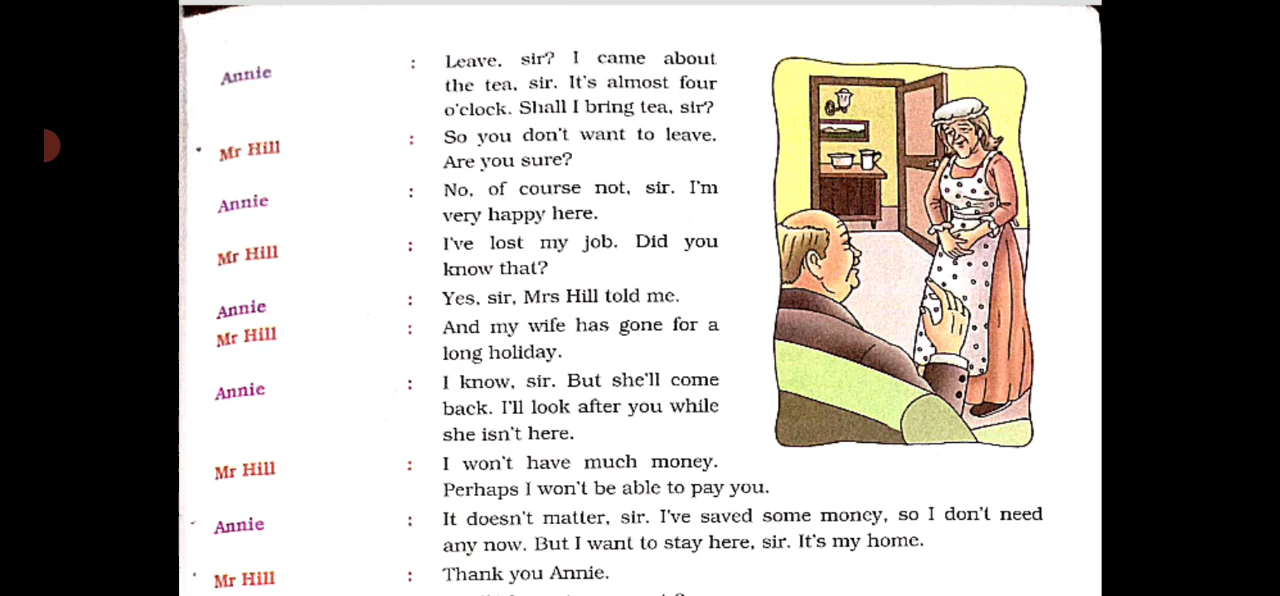 Annie : Leave, sir? I came about
the tea, sir. It's almost four
o'clock. Shall I bring tea, sir?
Mr Hill : So you don't want to leave.
Are you sure?
Annie : No, of course not, sir. I'm
very happy here.
Mr Hill : I've lost my job. Did you
know that?
Annie : Yes, sir, Mrs Hill told me.
Mr Hill : And my wife has gone for a
long holiday.
Annie : I know, sir. But she'll come
back. I'll look after you while
she isn't here.
Mr Hill : I won't have much money.
Perhaps I won't be able to pay you.
Annie : It doesn't matter, sir. I've saved some money, so I don't need
any now. But I want to stay here, sir. It's my home.
Mr Hill : Thank you Annie.